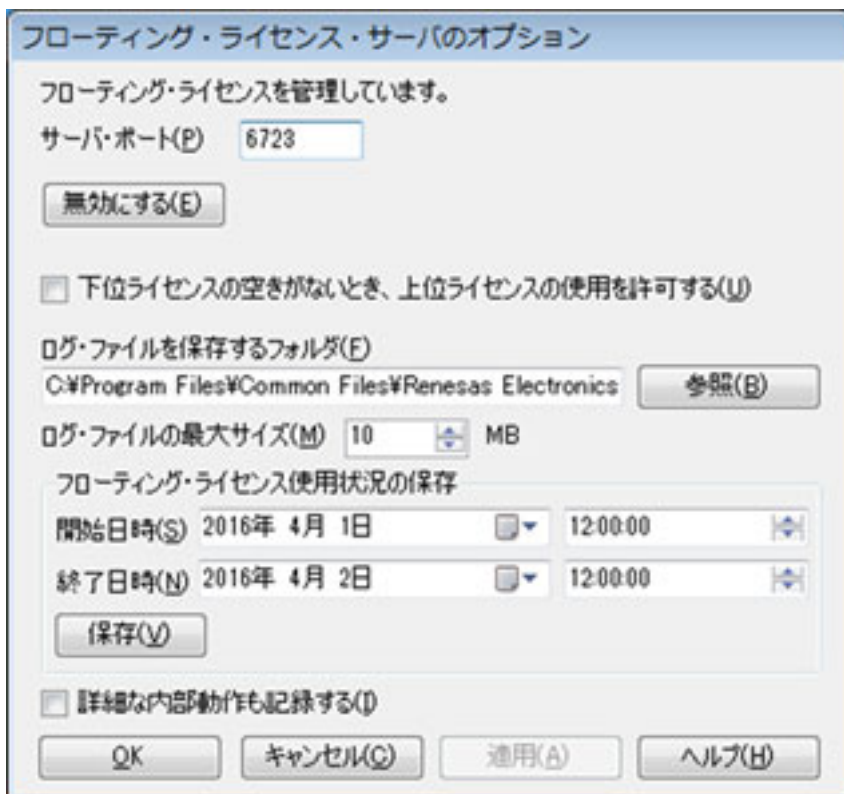 フローティング・ライセンス・サーバのオプション
フローティング・ライセンスを管理しています。
サーバ・ポート(P) 6723
無効にする(E)
下位ライセンスの空きがないとき、上位ライセンスの使用を許可する(U)
ログ・ファイルを保存するフォルダ(F)
C:¥Program Files¥Common Files¥Renesas Electronics 参照(B)
ログ・ファイルの最大サイズ(M) 10 MB
フローティング・ライセンス使用状況の保存
開始日時(S) 2016年 4月 1日 12:00:00
終了日時(N) 2016年 4月 2日 12:00:00
保存(V)
詳細な内部動作も記録する(I)
OK キャンセル(C) 適用(A) ヘルプ(H)